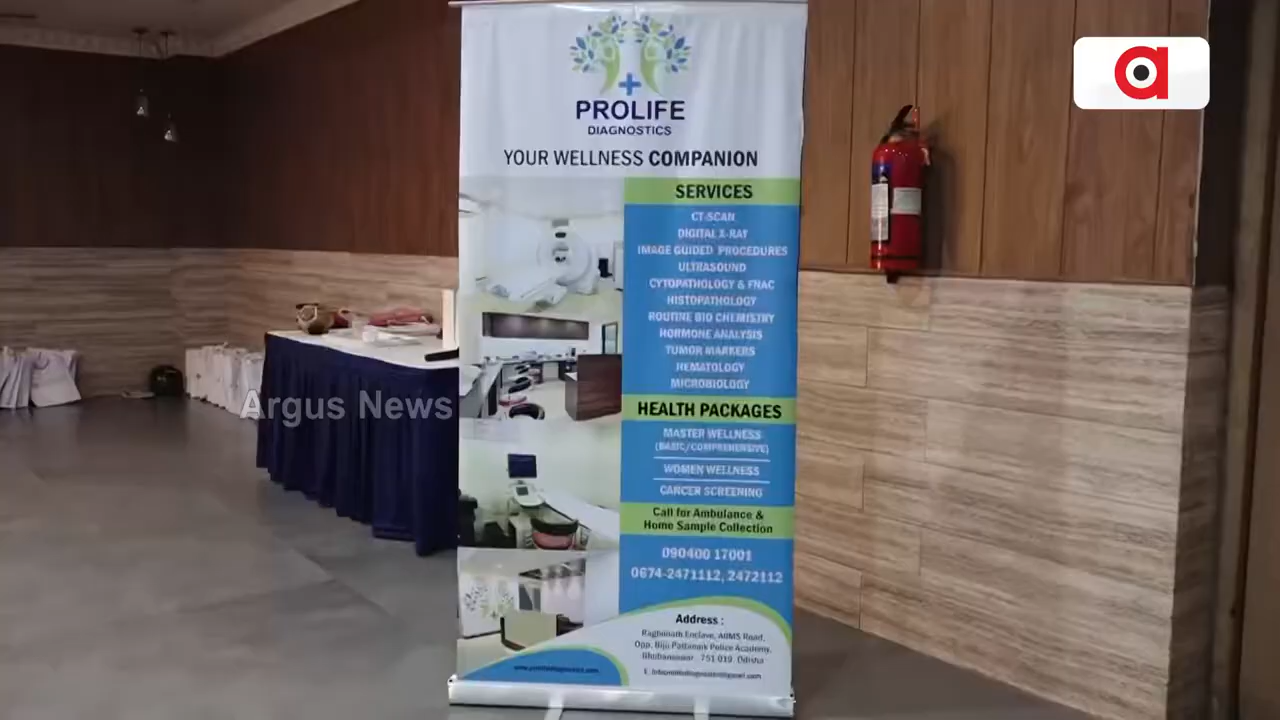 PROLIFE
DIAGNOSTICS
YOUR WELLNESS COMPANION
SERVICES
CT-SCAN
DIGITAL X-RAY
IMAGE GUIDED PROCEDURES
ULTRASOUND
CYTOPATHOLOGY & FNAC
HISTOPATHOLOGY
ROUTINE BIO CHEMISTRY
HORMONE ANALYSIS
TUMOR MARKERS
HEMATOLOGY
MICROBIOLOGY
HEALTH PACKAGES
MASTER WELLNESS
(BASIC/COMPREHENSIVE)
WOMEN WELLNESS
CANCER SCREENING
Call for Ambulance &
Home Sample Collection
090400 17001
0674-2471112, 2472112
Address :
Raghunath Enclave, AIIMS Road,
Opp. Biju Pattanaik Police Academy,
Bhubaneswar - 751 019, Odisha
Argus News
a